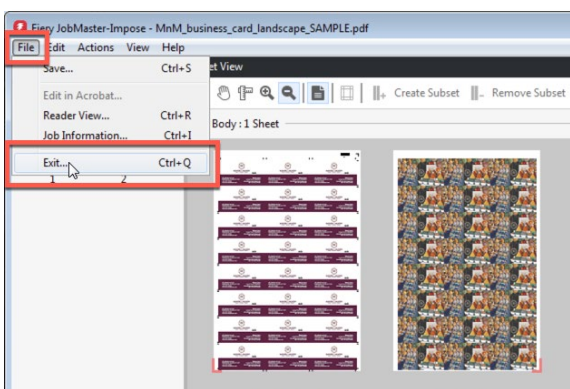 Fiery JobMaster-Impose - MnM_business_card_landscape_SAMPLE.pdf
File Edit Actions View Help
Save... Ctrl+S
et View
Edit in Acrobat...
Create Subset Remove Subset
Reader View... Ctrl+R
Job Information... Ctrl+I
Body : 1 Sheet
Exit... Ctrl+Q
1 2